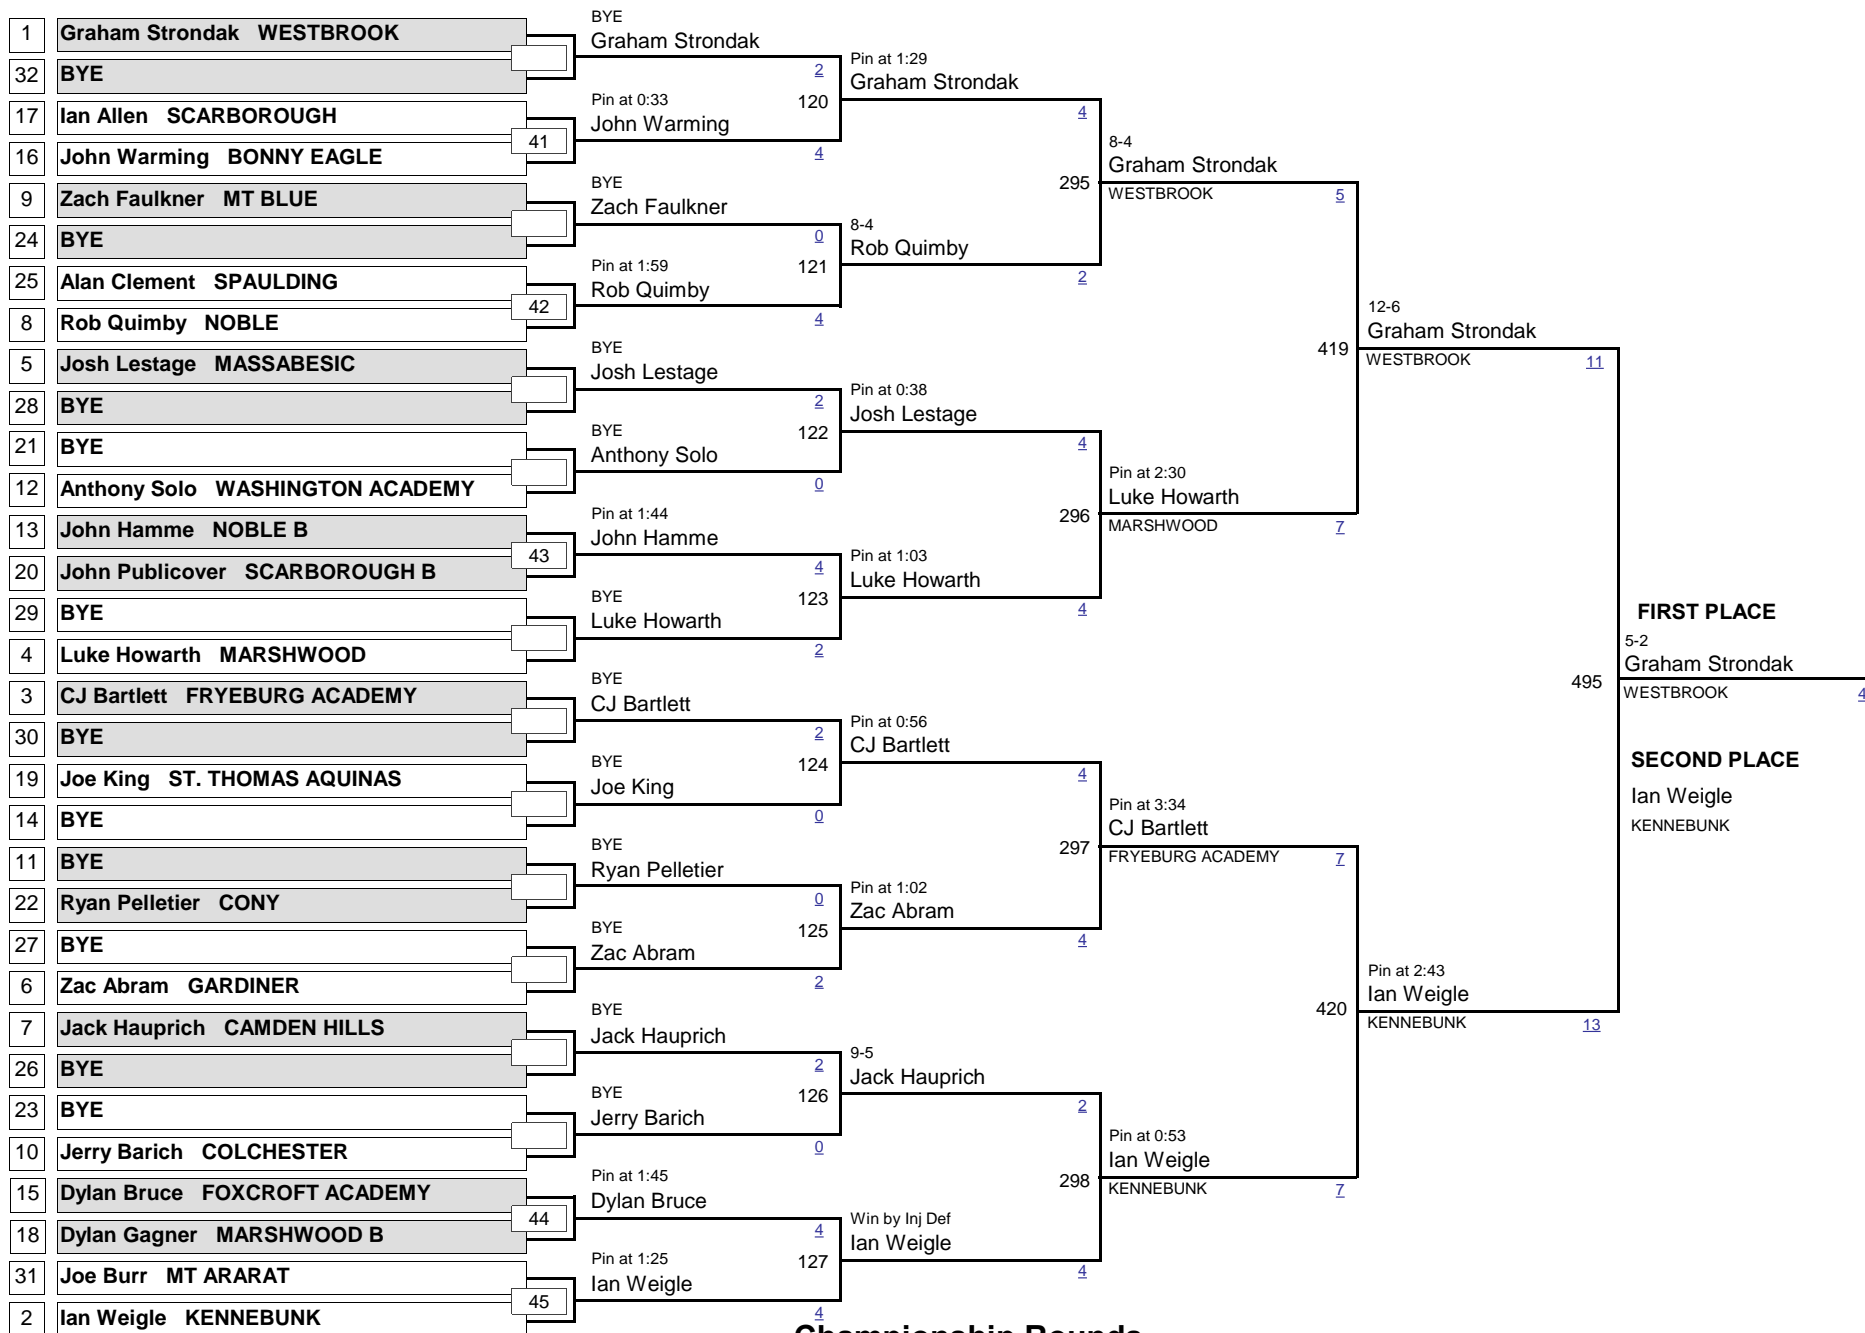 1 Graham Strondak WESTBROOK
32 BYE
17 Ian Allen SCARBOROUGH
16 John Warming BONNY EAGLE
9 Zach Faulkner MT BLUE
24 BYE
25 Alan Clement SPAULDING
8 Rob Quimby NOBLE
5 Josh Lestage MASSABESIC
28 BYE
21 BYE
12 Anthony Solo WASHINGTON ACADEMY
13 John Hamme NOBLE B
20 John Publicover SCARBOROUGH B
29 BYE
4 Luke Howarth MARSHWOOD
3 CJ Bartlett FRYEBURG ACADEMY
30 BYE
19 Joe King ST. THOMAS AQUINAS
14 BYE
11 BYE
22 Ryan Pelletier CONY
27 BYE
6 Zac Abram GARDINER
7 Jack Hauprich CAMDEN HILLS
26 BYE
23 BYE
10 Jerry Barich COLCHESTER
15 Dylan Bruce FOXCROFT ACADEMY
18 Dylan Gagner MARSHWOOD B
31 Joe Burr MT ARARAT
2 Ian Weigle KENNEBUNK
41
42
43
44
45
BYE
Graham Strondak
2
Pin at 0:33
120
John Warming
4
BYE
Zach Faulkner
0
Pin at 1:59
121
Rob Quimby
4
BYE
Josh Lestage
2
BYE
122
Anthony Solo
0
Pin at 1:44
John Hamme
4
BYE
123
Luke Howarth
2
BYE
CJ Bartlett
2
BYE
124
Joe King
0
BYE
Ryan Pelletier
0
BYE
125
Zac Abram
2
BYE
Jack Hauprich
2
BYE
126
Jerry Barich
0
Pin at 1:45
Dylan Bruce
4
Pin at 1:25
127
Ian Weigle
4
Pin at 1:29
Graham Strondak
4
295
8-4
Rob Quimby
2
Pin at 0:38
Josh Lestage
4
296
Pin at 1:03
Luke Howarth
4
Pin at 0:56
CJ Bartlett
4
297
Pin at 1:02
Zac Abram
4
9-5
Jack Hauprich
2
298
Win by Inj Def
Ian Weigle
4
8-4
Graham Strondak
WESTBROOK 5
419
Pin at 2:30
Luke Howarth
MARSHWOOD 7
Pin at 3:34
CJ Bartlett
FRYEBURG ACADEMY 7
420
Pin at 0:53
Ian Weigle
KENNEBUNK 7
12-6
Graham Strondak
WESTBROOK 11
495
Pin at 2:43
Ian Weigle
KENNEBUNK 13
FIRST PLACE
5-2
Graham Strondak
WESTBROOK 4
SECOND PLACE
Ian Weigle
KENNEBUNK
Championship Rounds